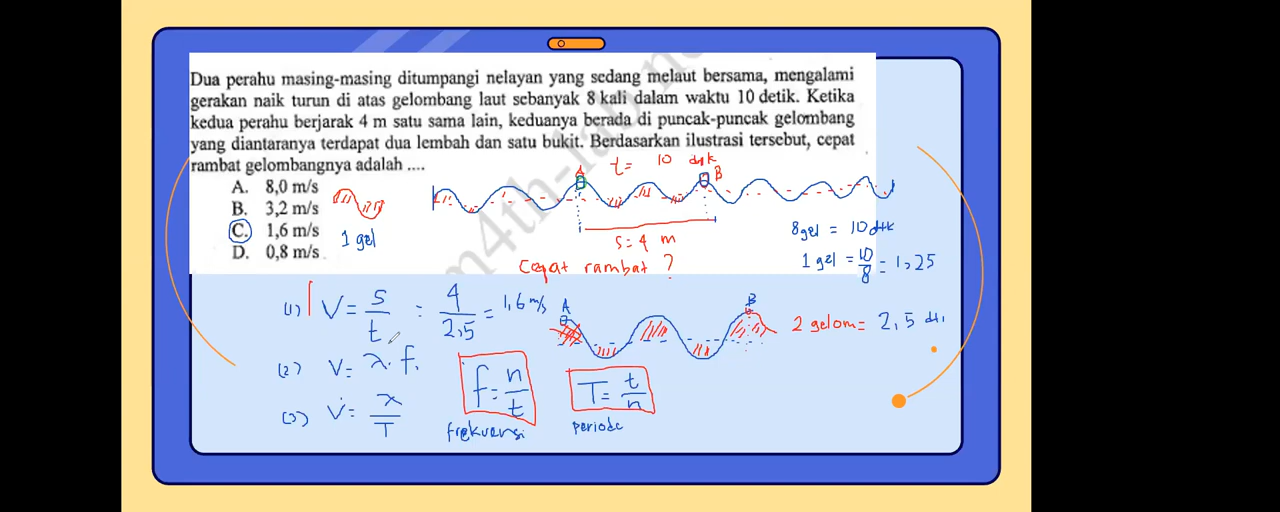 Dua perahu masing-masing ditumpangi nelayan yang sedang melaut bersama, mengalami
gerakan naik turun di atas gelombang laut sebanyak 8 kali dalam waktu 10 detik. Ketika
kedua perahu berjarak 4 m satu sama lain, keduanya berada di puncak-puncak gelombang
yang diantaranya terdapat dua lembah dan satu bukit. Berdasarkan ilustrasi tersebut, cepat
rambat gelombangnya adalah ....
A. 8,0 m/s
B. 3,2 m/s
C. 1,6 m/s
D. 0,8 m/s
1 gel
t = 10 dtk
A
B
s = 4 m
Cepat rambat ?
8 gel = 10 dtk
1 gel = 10/8 = 1,25
(1) V = s/t = 4/2,5 = 1,6 m/s
A
B
2 gelom = 2,5 dt
(2) V = λ. f.
(3) V = λ/T
f = n/t
frekuensi
T = t/n
periode